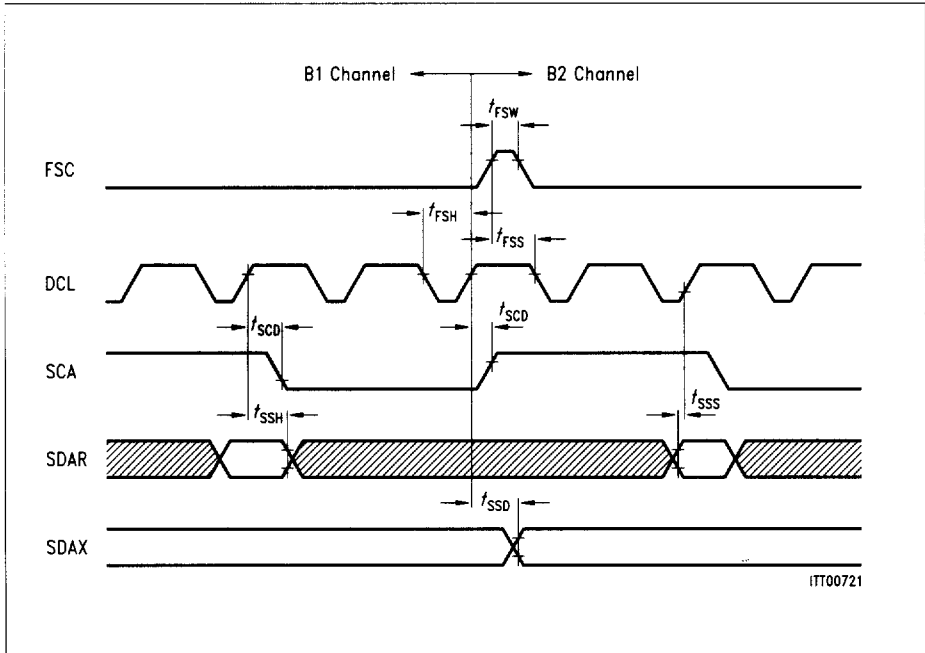 B1 Channel B2 Channel
tFSW
FSC
tFSH
tFSS
DCL
tSCD tSCD
SCA
tSSH tSSS
SDAR
tSSD
SDAX
ITT00721